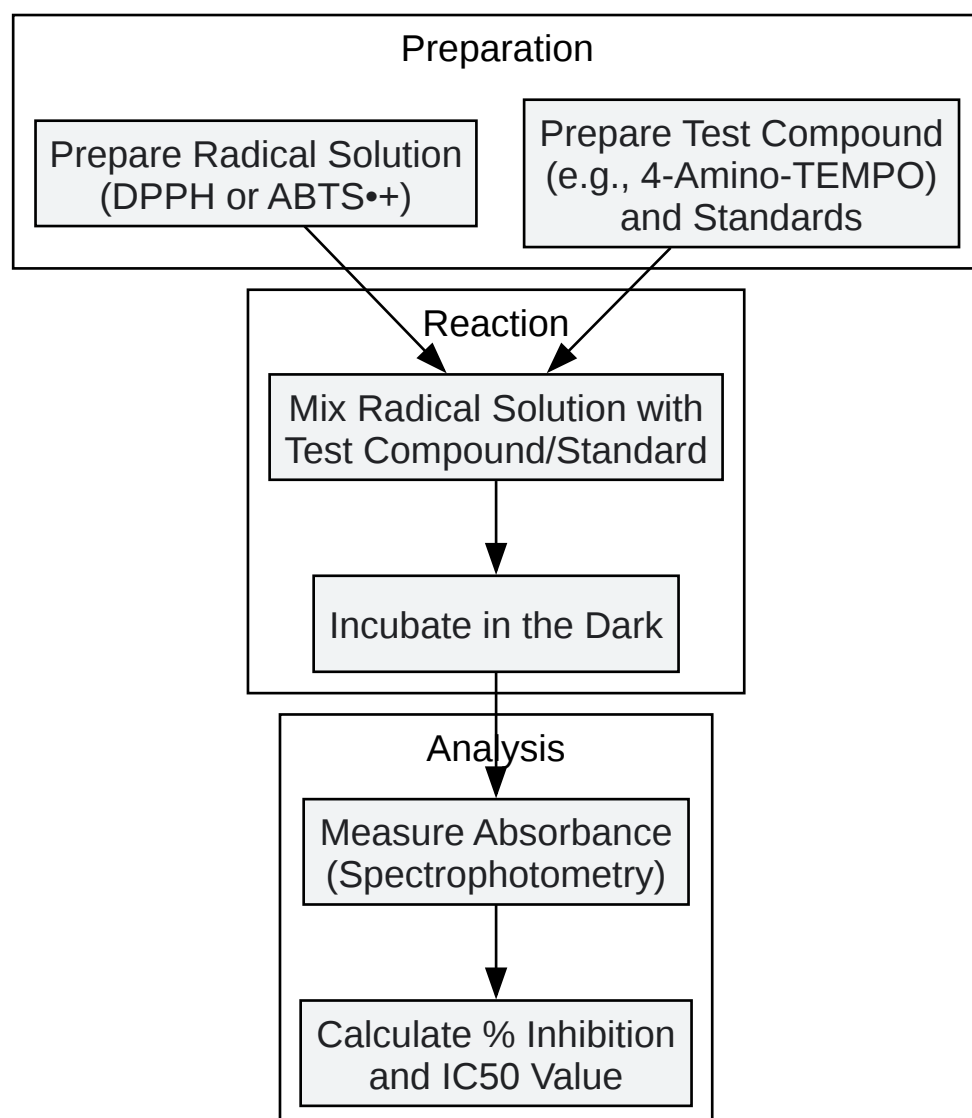 Preparation
Prepare Radical Solution
(DPPH or ABTS•+)
Prepare Test Compound
(e.g., 4-Amino-TEMPO)
and Standards
Reaction
Mix Radical Solution with
Test Compound/Standard
Incubate in the Dark
Analysis
Measure Absorbance
(Spectrophotometry)
Calculate % Inhibition
and IC50 Value